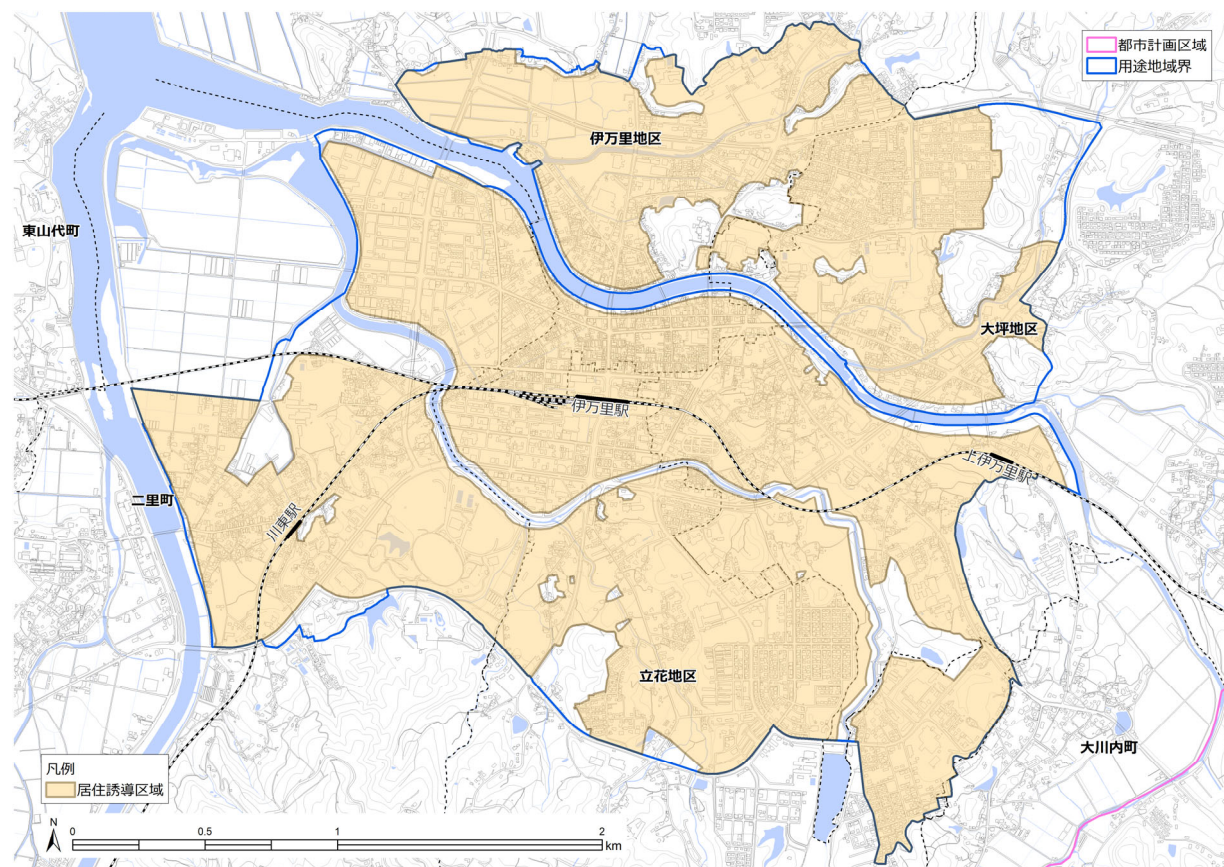 都市計画区域
用途地域界
伊万里地区
東山代町
大坪地区
伊万里駅
上伊万里駅
二里町
川東駅
立花地区
大川内町
凡例
居住誘導区域
N
0 0.5 1 2
km